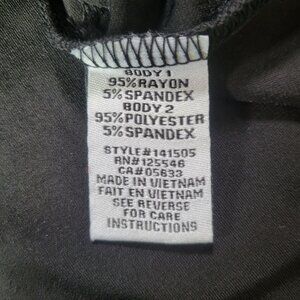 BODY 1
95%RAYON
5%SPANDEX
BODY 2
95%POLYESTER
5%SPANDEX
STYLE#141505
RN#125546
CA#05633
MADE IN VIETNAM
FAIT EN VIETNAM
SEE REVERSE
FOR CARE
INSTRUCTIONS